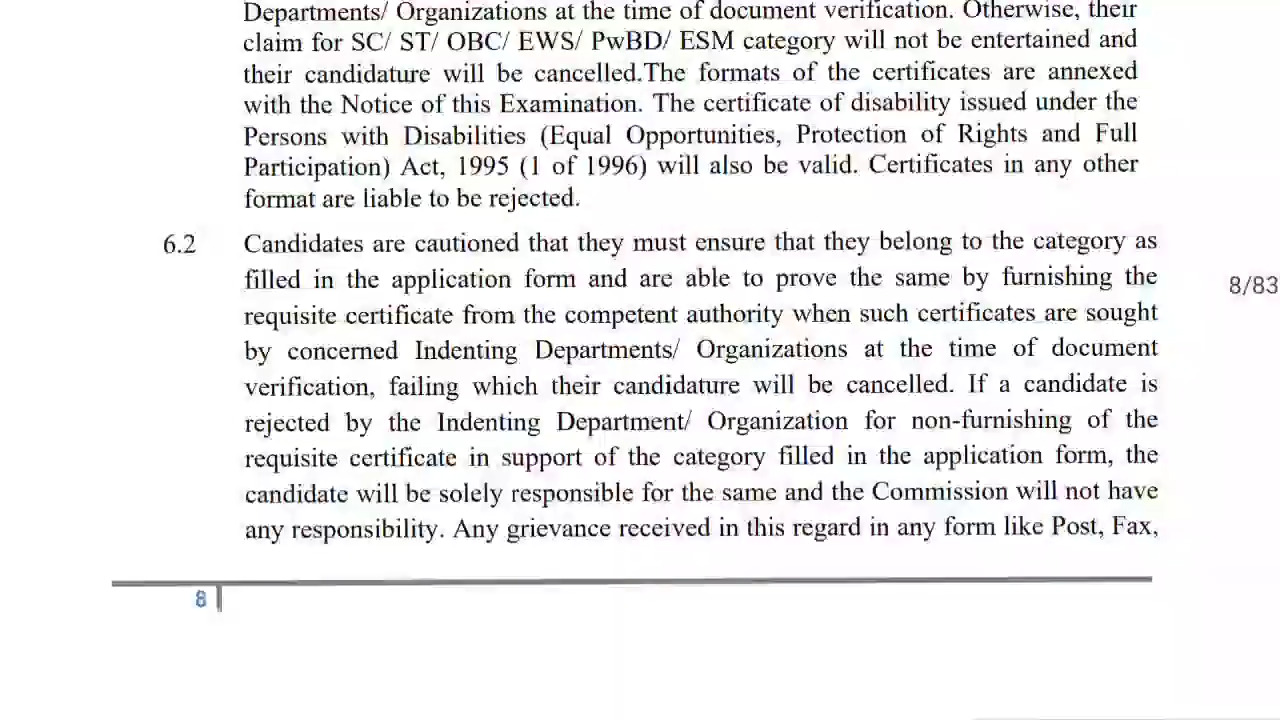 Departments/ Organizations at the time of document verification. Otherwise, their
claim for SC/ ST/ OBC/ EWS/ PwBD/ ESM category will not be entertained and
their candidature will be cancelled.The formats of the certificates are annexed
with the Notice of this Examination. The certificate of disability issued under the
Persons with Disabilities (Equal Opportunities, Protection of Rights and Full
Participation) Act, 1995 (1 of 1996) will also be valid. Certificates in any other
format are liable to be rejected.
6.2 Candidates are cautioned that they must ensure that they belong to the category as
filled in the application form and are able to prove the same by furnishing the
8/83
requisite certificate from the competent authority when such certificates are sought
by concerned Indenting Departments/ Organizations at the time of document
verification, failing which their candidature will be cancelled. If a candidate is
rejected by the Indenting Department/ Organization for non-furnishing of the
requisite certificate in support of the category filled in the application form, the
candidate will be solely responsible for the same and the Commission will not have
any responsibility. Any grievance received in this regard in any form like Post, Fax,
8